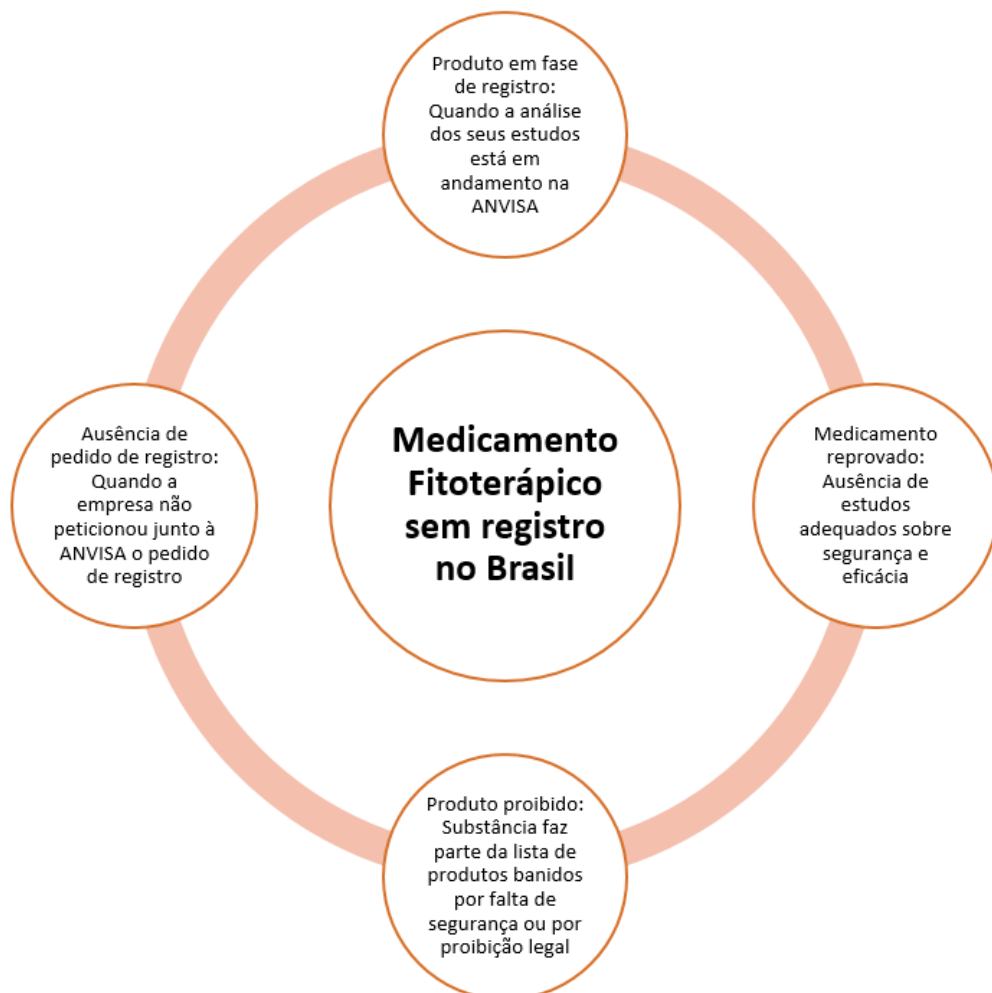 Produto em fase
de registro:
Quando a análise
dos seus estudos
está em
andamento na
ANVISA
Ausência de
pedido de registro:
Quando a
empresa não
peticionou junto à
ANVISA o pedido
de registro
Medicamento
Fitoterápico
sem registro
no Brasil
Medicamento
reprovado:
Ausência de
estudos
adequados sobre
segurança e
eficácia
Produto proibido:
Substância faz
parte da lista de
produtos banidos
por falta de
segurança ou por
proibição legal